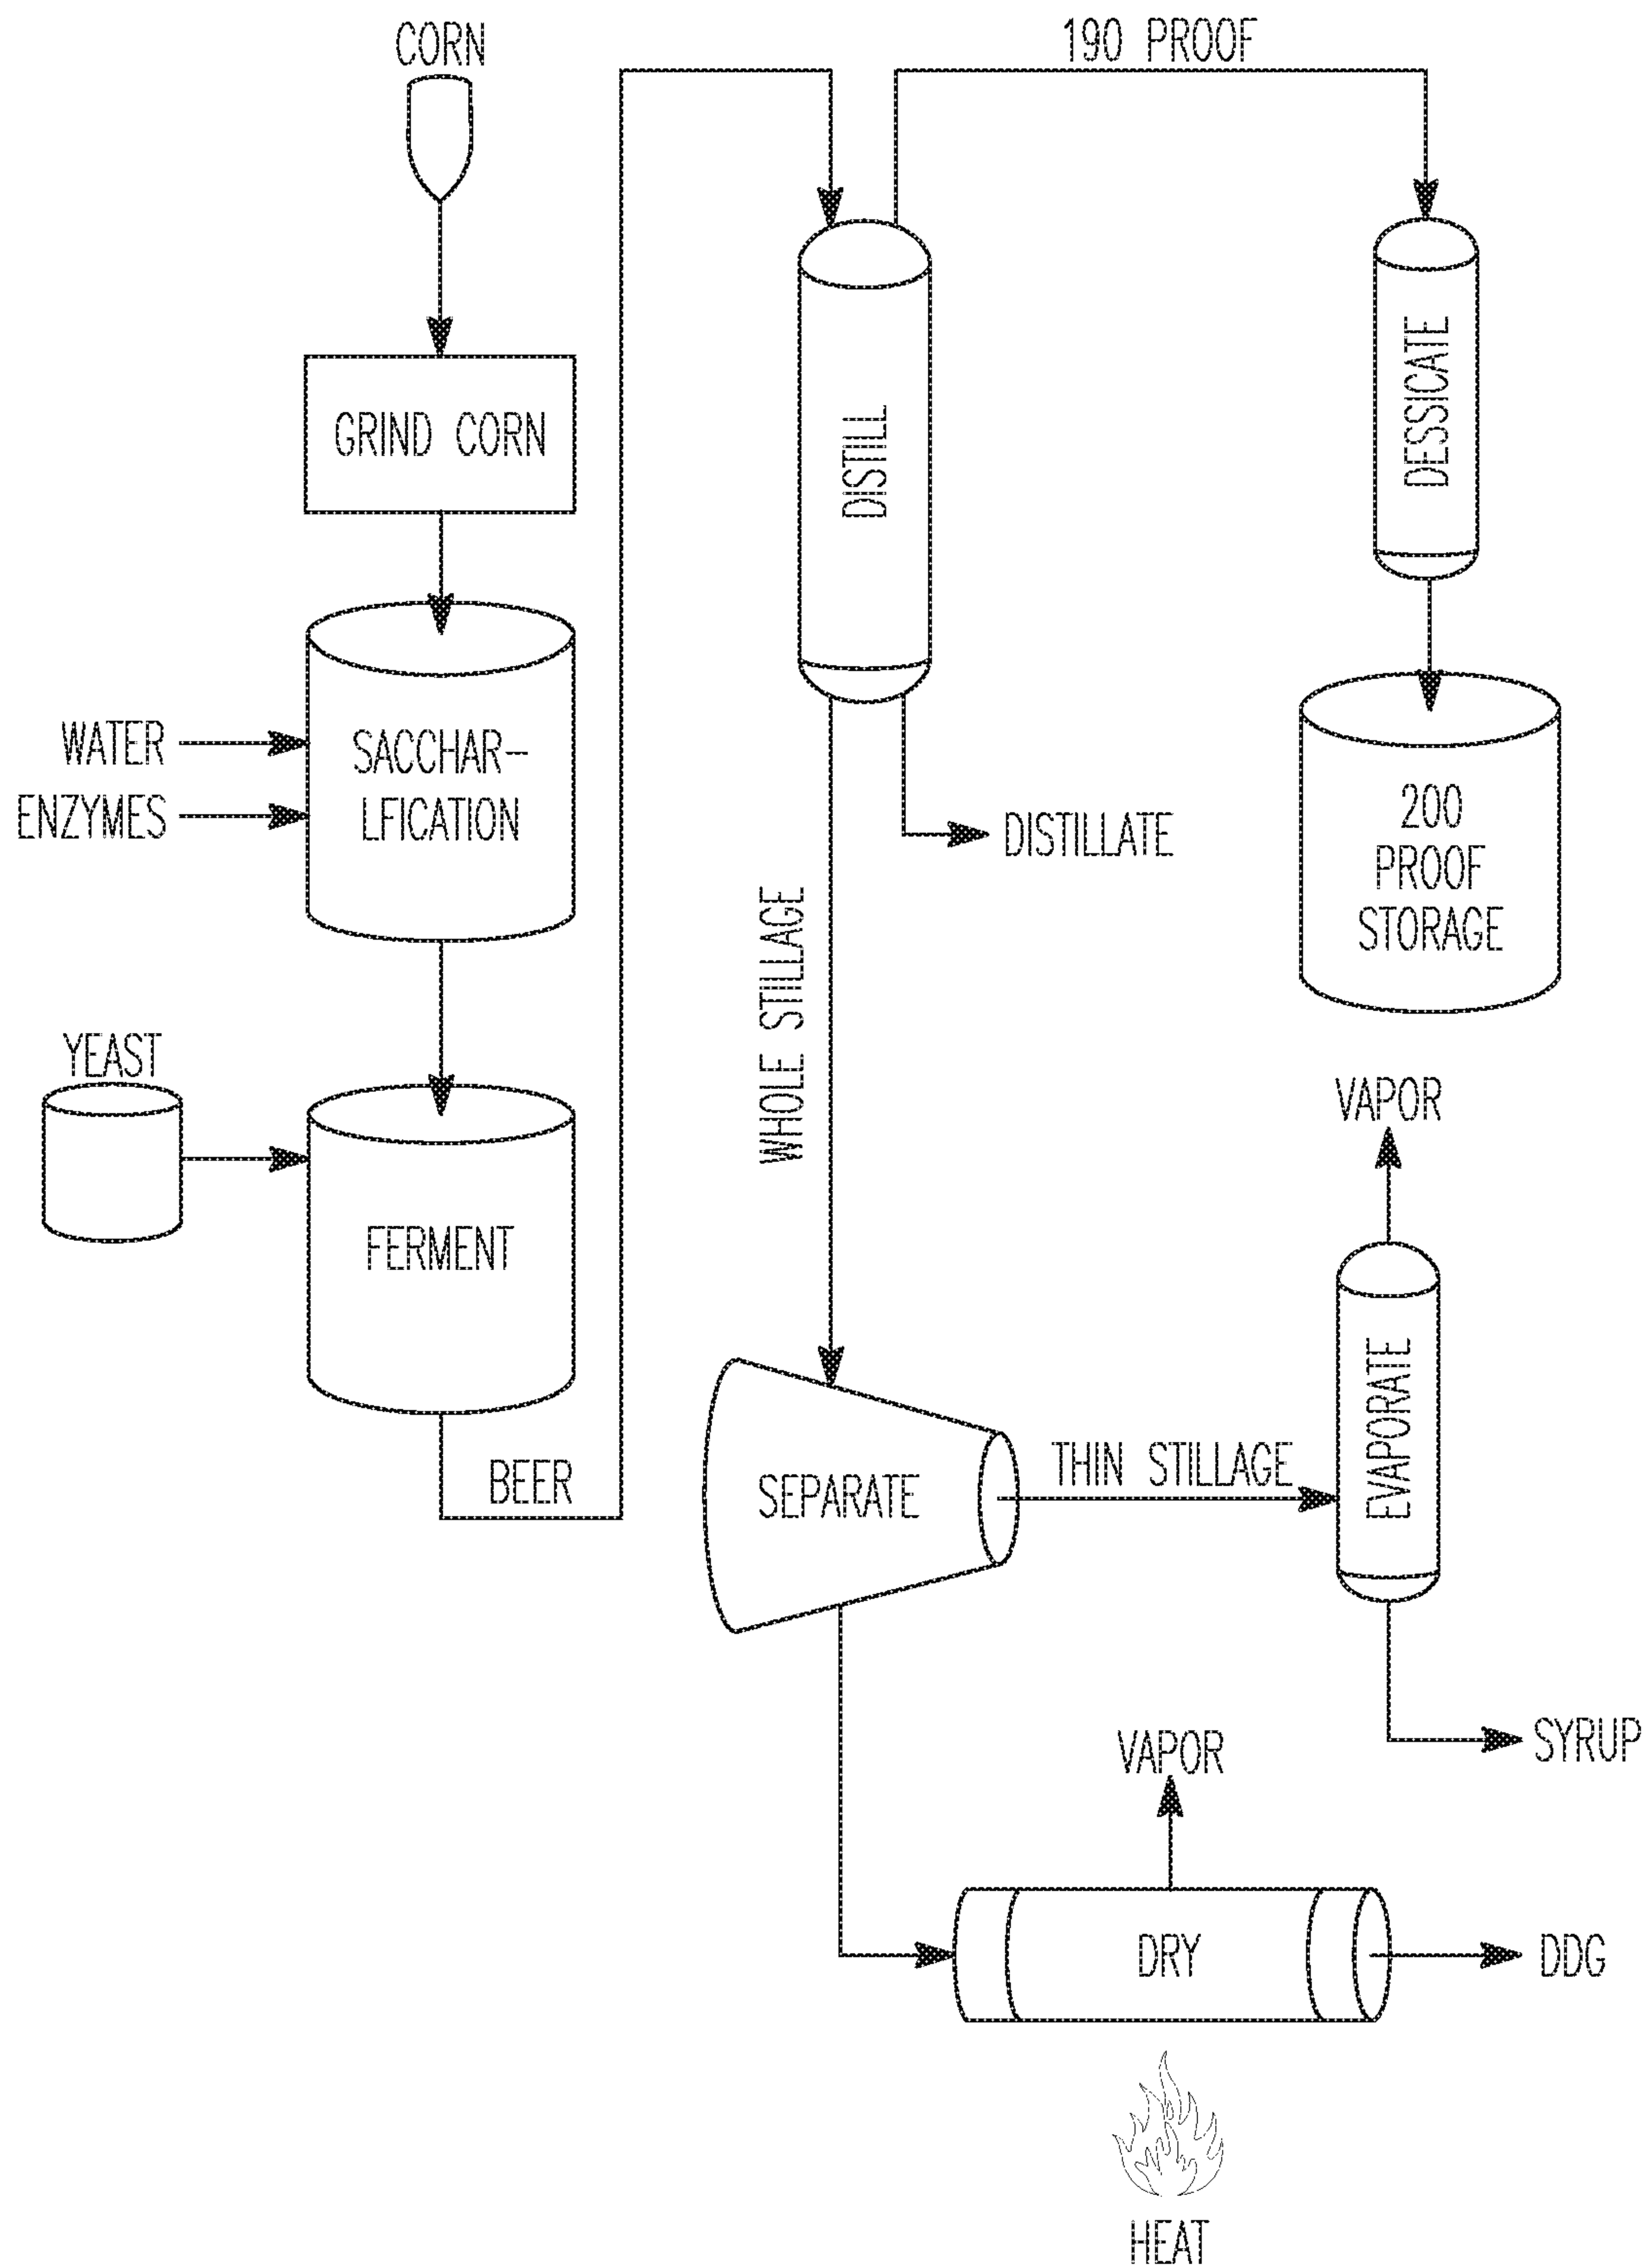 CORN
190 PROOF
GRIND CORN
DISTILL
DESSICATE
WATER
ENZYMES
SACCHAR-
LFICATION
DISTILLATE
200
PROOF
STORAGE
WHOLE STILLAGE
YEAST
FERMENT
VAPOR
BEER
SEPARATE
THIN STILLAGE
EVAPORATE
SYRUP
VAPOR
DRY
DDG
HEAT